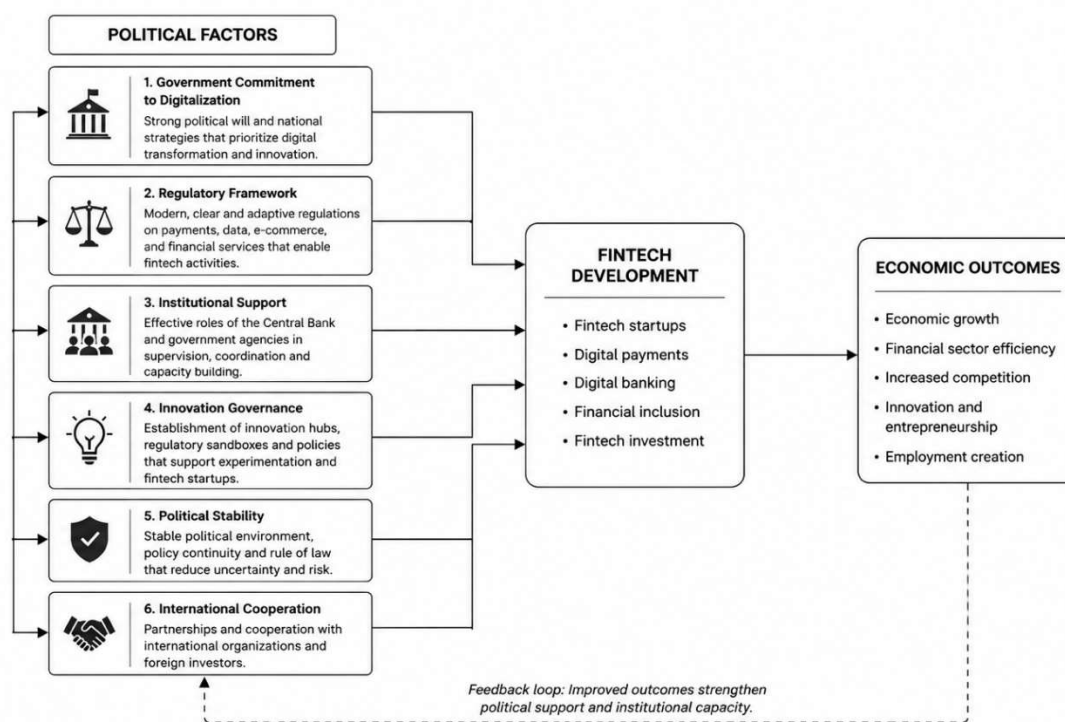 POLITICAL FACTORS
1. Government Commitment
to Digitalization
Strong political will and national
strategies that prioritize digital
transformation and innovation.
2. Regulatory Framework
Modern, clear and adaptive regulations
on payments, data, e-commerce,
and financial services that enable
fintech activities.
3. Institutional Support
Effective roles of the Central Bank
and government agencies in
supervision, coordination and
capacity building.
4. Innovation Governance
Establishment of innovation hubs,
regulatory sandboxes and policies
that support experimentation and
fintech startups.
5. Political Stability
Stable political environment,
policy continuity and rule of law
that reduce uncertainty and risk.
6. International Cooperation
Partnerships and cooperation with
international organizations and
foreign investors.
FINTECH
DEVELOPMENT
• Fintech startups
• Digital payments
• Digital banking
• Financial inclusion
• Fintech investment
ECONOMIC OUTCOMES
• Economic growth
• Financial sector efficiency
• Increased competition
• Innovation and
entrepreneurship
• Employment creation
Feedback loop: Improved outcomes strengthen
political support and institutional capacity.